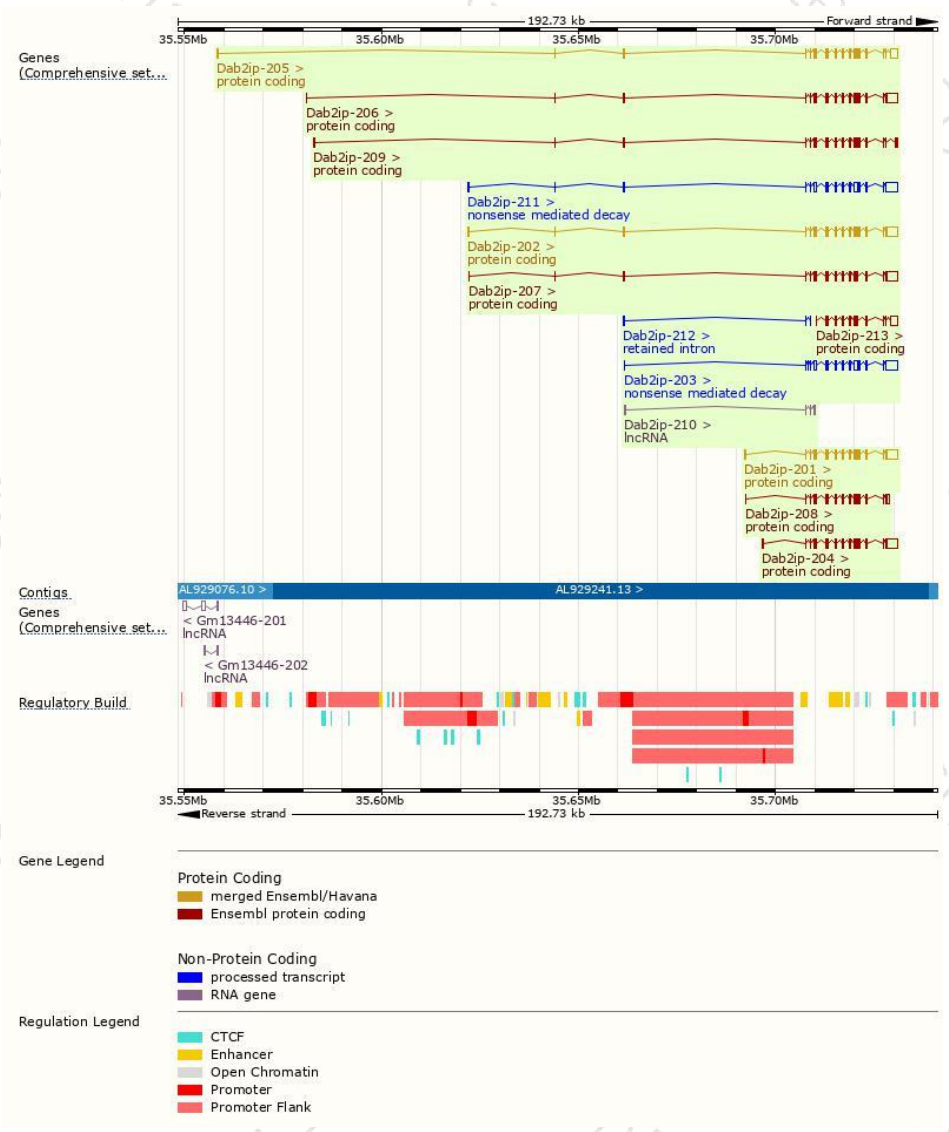 192.73 kb
Forward strand
35.55Mb 35.60Mb 35.65Mb 35.70Mb
Genes
(Comprehensive set...
Dab2ip-205 >
protein coding
Dab2ip-206 >
protein coding
Dab2ip-209 >
protein coding
Dab2ip-211 >
nonsense mediated decay
Dab2ip-202 >
protein coding
Dab2ip-207 >
protein coding
Dab2ip-212 > Dab2ip-213 >
retained intron protein coding
Dab2ip-203 >
nonsense mediated decay
Dab2ip-210 >
lncRNA
Dab2ip-201 >
protein coding
Dab2ip-208 >
protein coding
Dab2ip-204 >
protein coding
Contigs AL929076.10 > AL929241.13 >
Genes
(Comprehensive set...
< Gm13446-201
lncRNA
< Gm13446-202
lncRNA
Regulatory Build
35.55Mb 35.60Mb 35.65Mb 35.70Mb
Reverse strand 192.73 kb
Gene Legend
Protein Coding
merged Ensembl/Havana
Ensembl protein coding
Non-Protein Coding
processed transcript
RNA gene
Regulation Legend
CTCF
Enhancer
Open Chromatin
Promoter
Promoter Flank